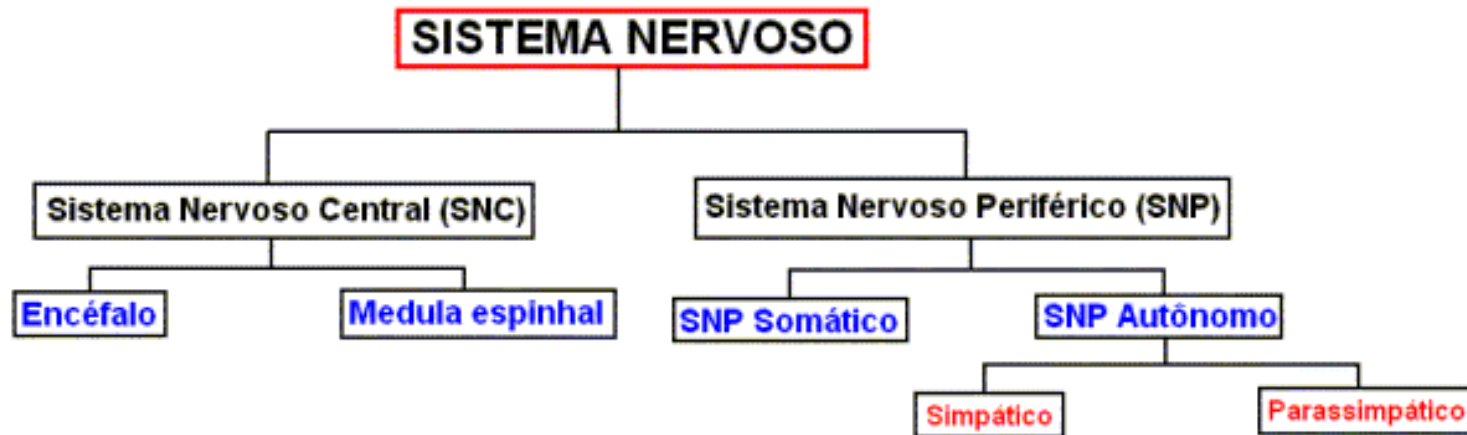 SISTEMA NERVOSO
Sistema Nervoso Central (SNC)
Sistema Nervoso Periférico (SNP)
Encéfalo
Medula espinhal
SNP Somático
SNP Autônomo
Simpático
Parassimpático